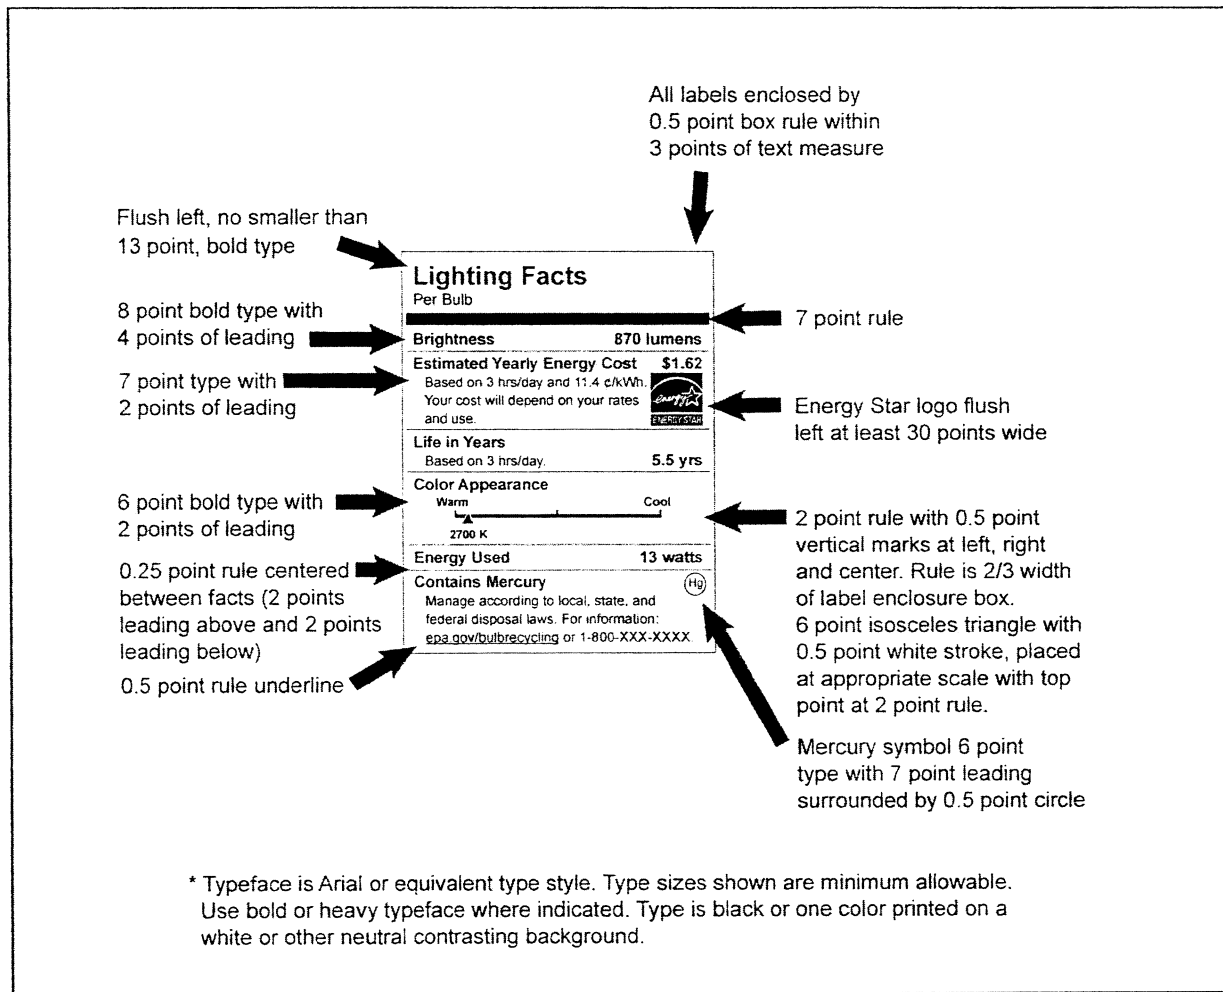 All labels enclosed by
0.5 point box rule within
3 points of text measure
Flush left, no smaller than
13 point, bold type
8 point bold type with
4 points of leading
7 point type with
2 points of leading
6 point bold type with
2 points of leading
0.25 point rule centered
between facts (2 points
leading above and 2 points
leading below)
0.5 point rule underline
Lighting Facts
Per Bulb
Brightness 870 lumens
Estimated Yearly Energy Cost $1.62
Based on 3 hrs/day and 11.4 ¢/kWh.
Your cost will depend on your rates
and use.
energy
ENERGY STAR
Life in Years
Based on 3 hrs/day. 5.5 yrs
Color Appearance
Warm Cool
2700 K
Energy Used 13 watts
Contains Mercury Hg
Manage according to local, state, and
federal disposal laws. For information:
epa.gov/bulbrecycling or 1-800-XXX-XXXX.
7 point rule
Energy Star logo flush
left at least 30 points wide
2 point rule with 0.5 point
vertical marks at left, right
and center. Rule is 2/3 width
of label enclosure box.
6 point isosceles triangle with
0.5 point white stroke, placed
at appropriate scale with top
point at 2 point rule.
Mercury symbol 6 point
type with 7 point leading
surrounded by 0.5 point circle
* Typeface is Arial or equivalent type style. Type sizes shown are minimum allowable.
Use bold or heavy typeface where indicated. Type is black or one color printed on a
white or other neutral contrasting background.